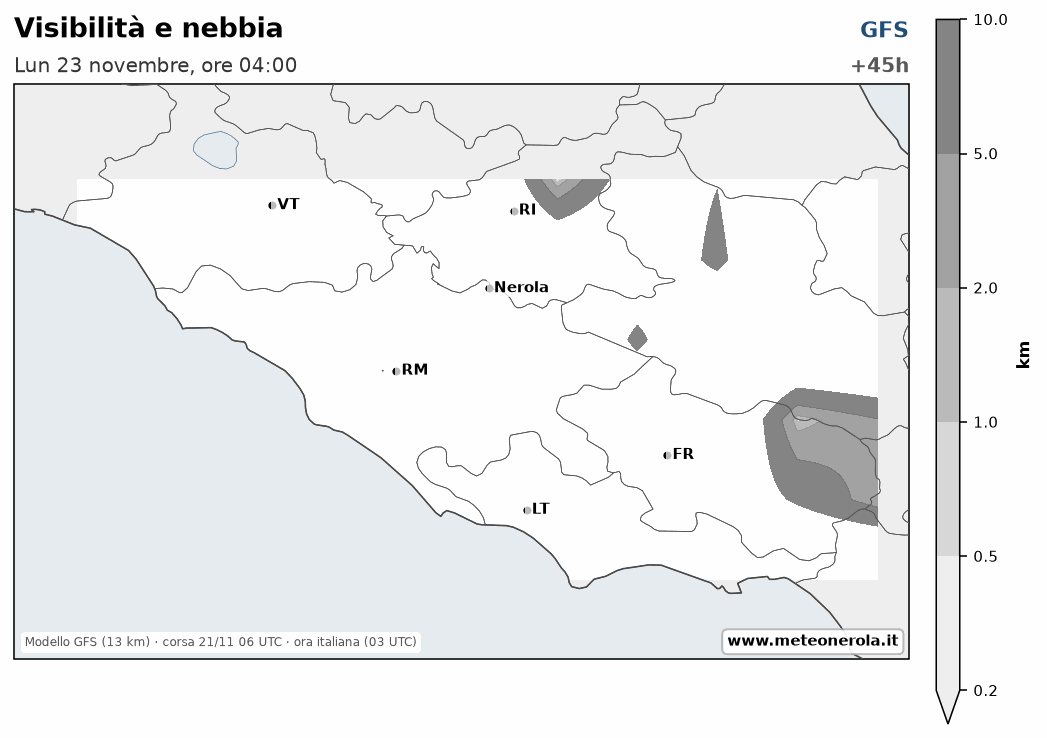 Visibilità e nebbia
GFS
Lun 23 novembre, ore 04:00
+45h
VT
RI
Nerola
RM
FR
LT
Modello GFS (13 km) · corsa 21/11 06 UTC · ora italiana (03 UTC)
www.meteonerola.it
10.0
5.0
2.0
1.0
0.5
0.2
km